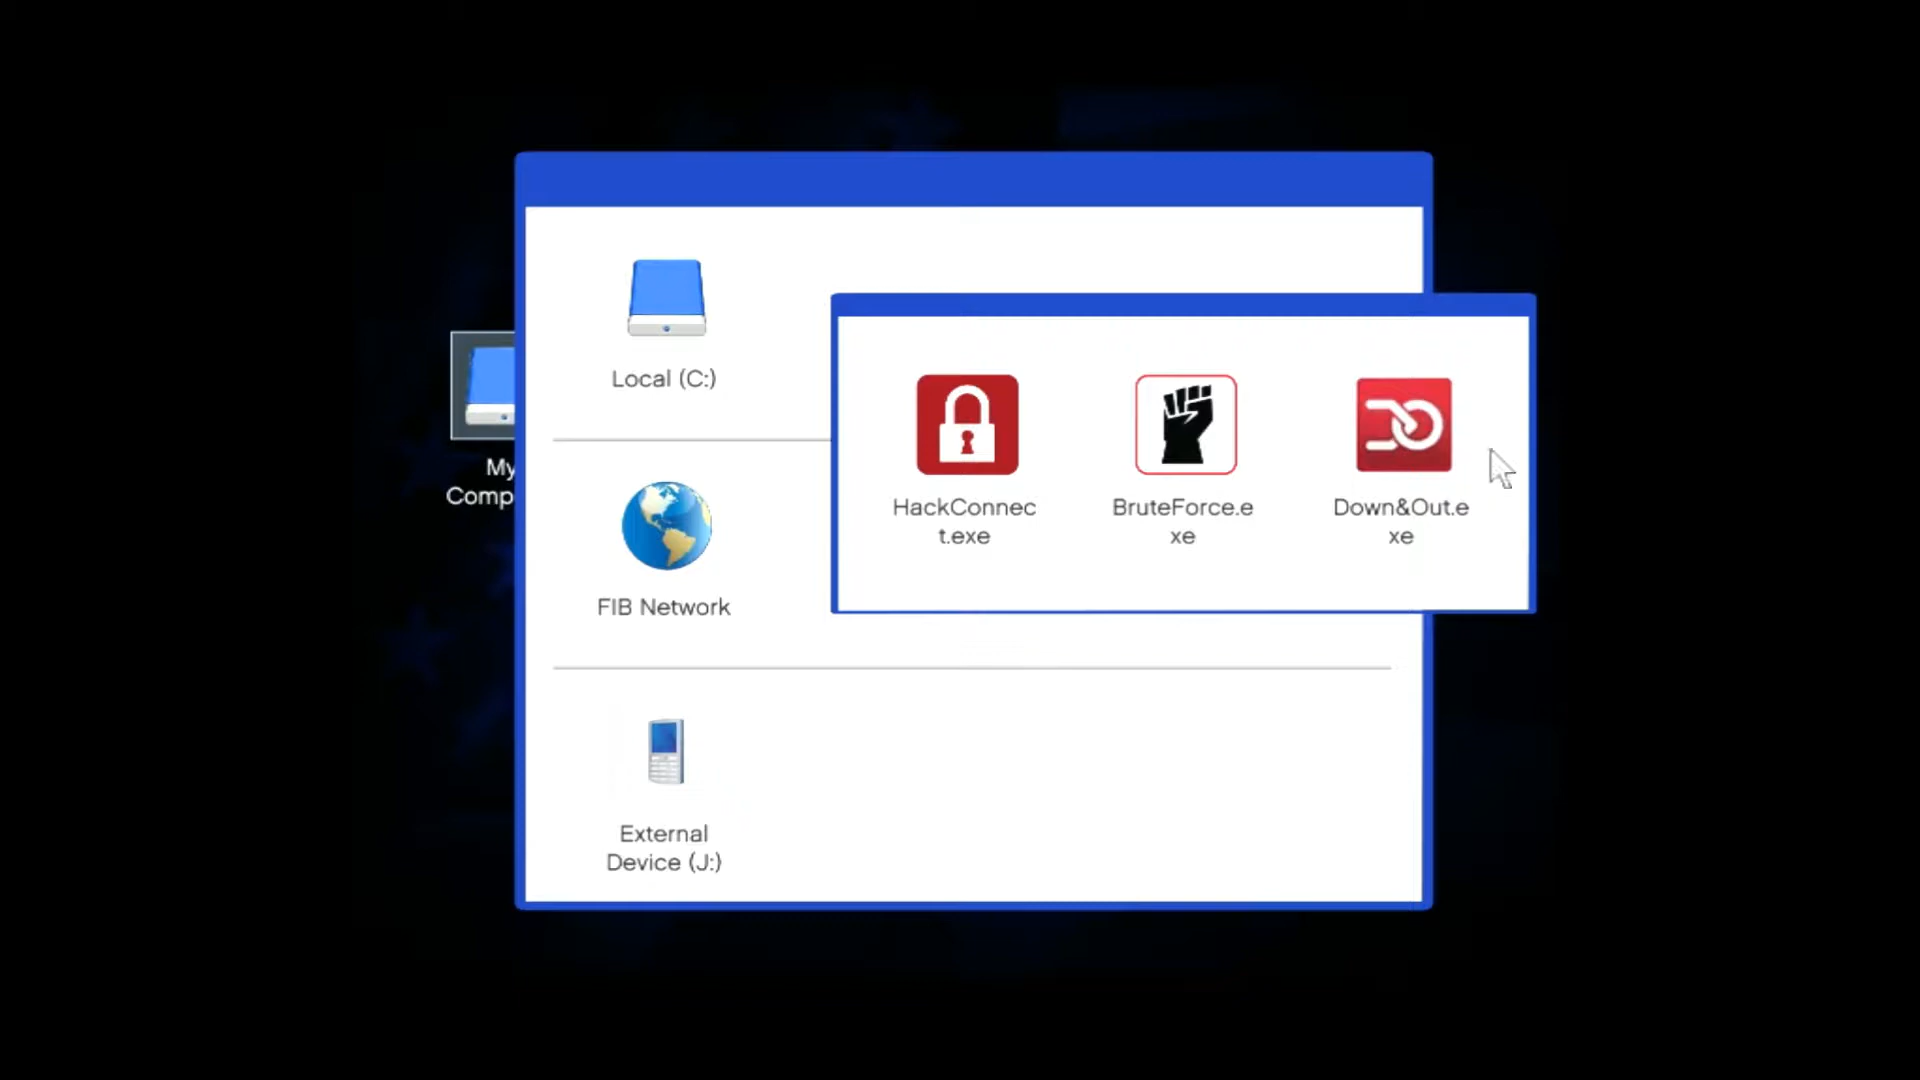 My
Comp
Local (C:)
FIB Network
External
Device (J:)
HackConnec
t.exe
BruteForce.e
xe
Down&Out.e
xe